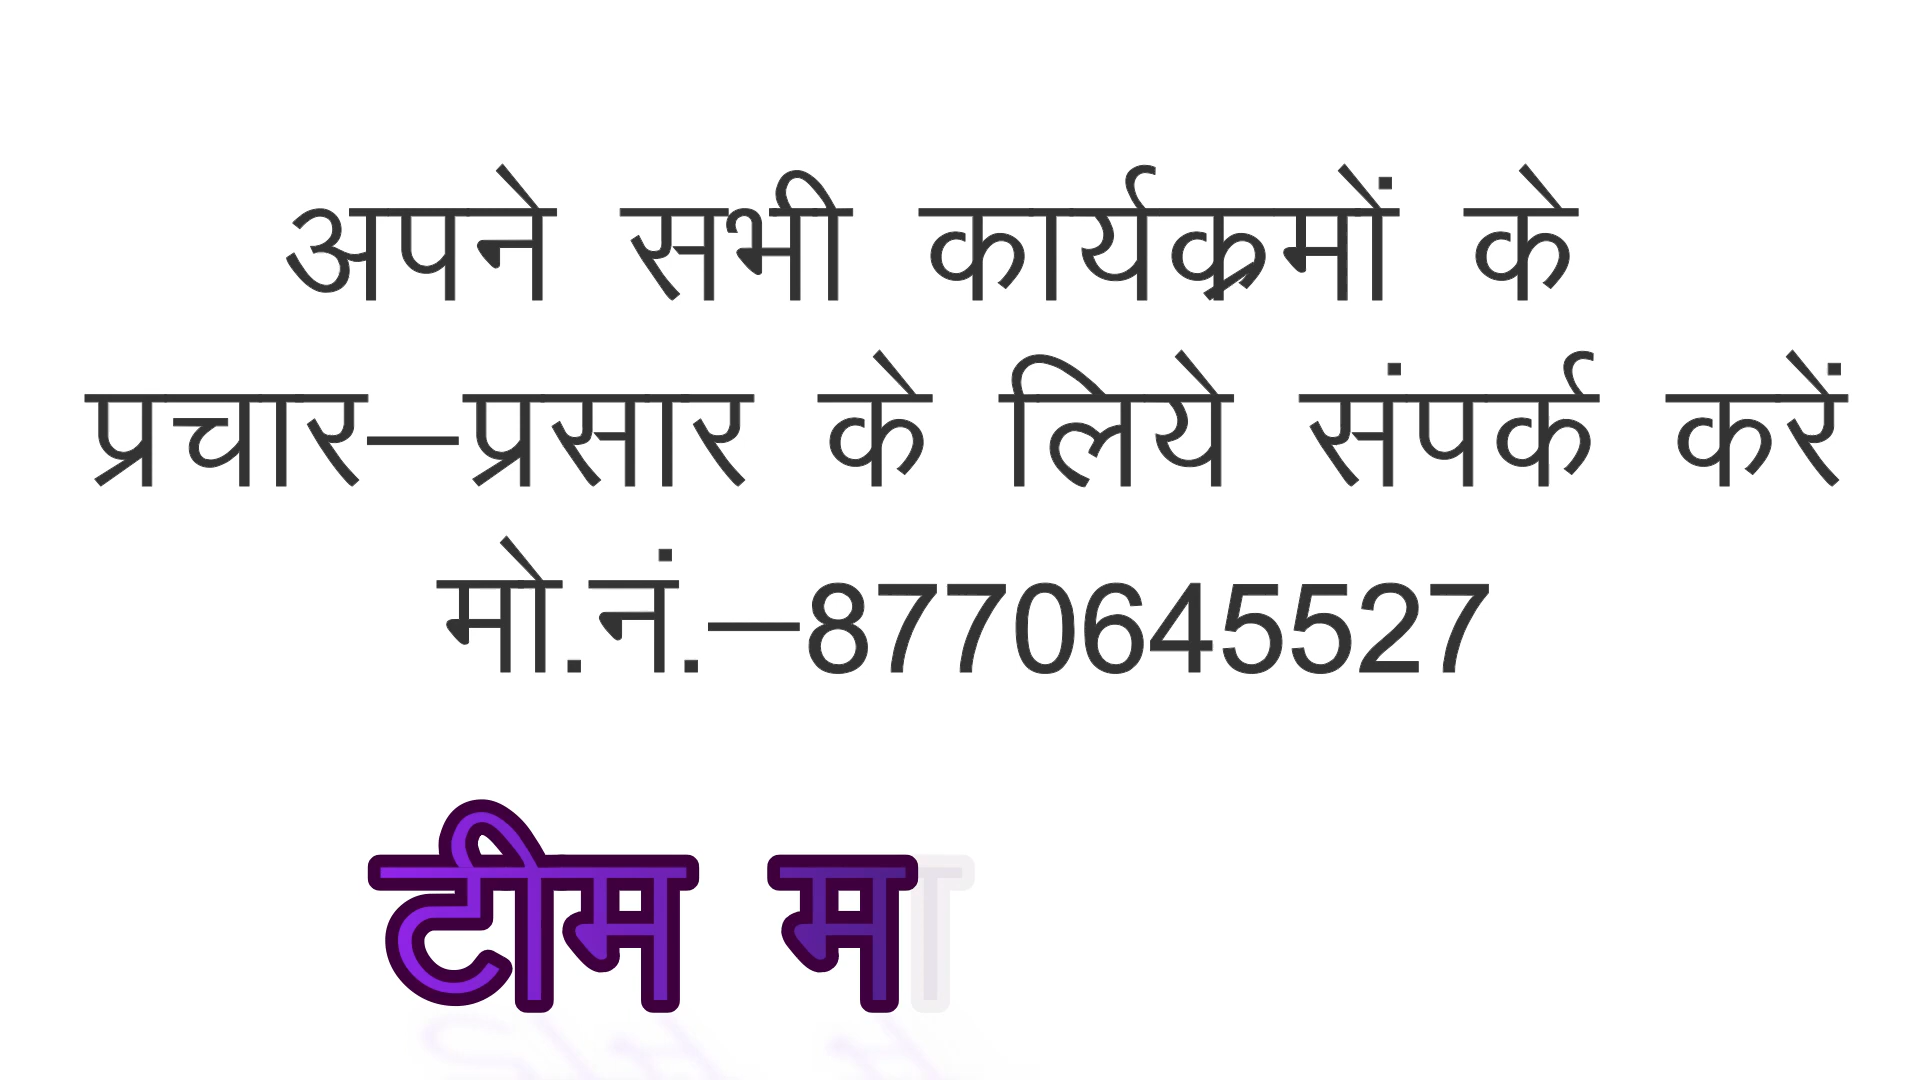 अपने सभी कार्यक्रमों के
प्रचार–प्रसार के लिये संपर्क करें
मो.नं.–8770645527
टीम मा